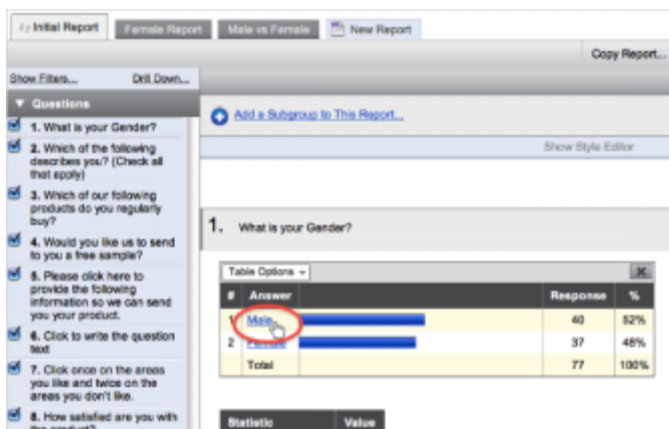 Initial Report
Female Report
Male vs Female
New Report
Copy Report...
Show Filters...
Drill Down...
Questions
1. What is your Gender?
2. Which of the following
describes you? (Check all
that apply)
3. Which of our following
products do you regularly
buy?
4. Would you like us to send
to you a free sample?
5. Please click here to
provide the following
information so we can send
you your product.
6. Click to write the question
text
7. Click once on the areas
you like and twice on the
areas you don't like.
8. How satisfied are you with
the product?
Add a Subgroup to This Report...
Show Style Editor
1. What is your Gender?
Table Options
# Answer Response %
1 Male 40 52%
2 Female 37 48%
Total 77 100%
Statistic Value